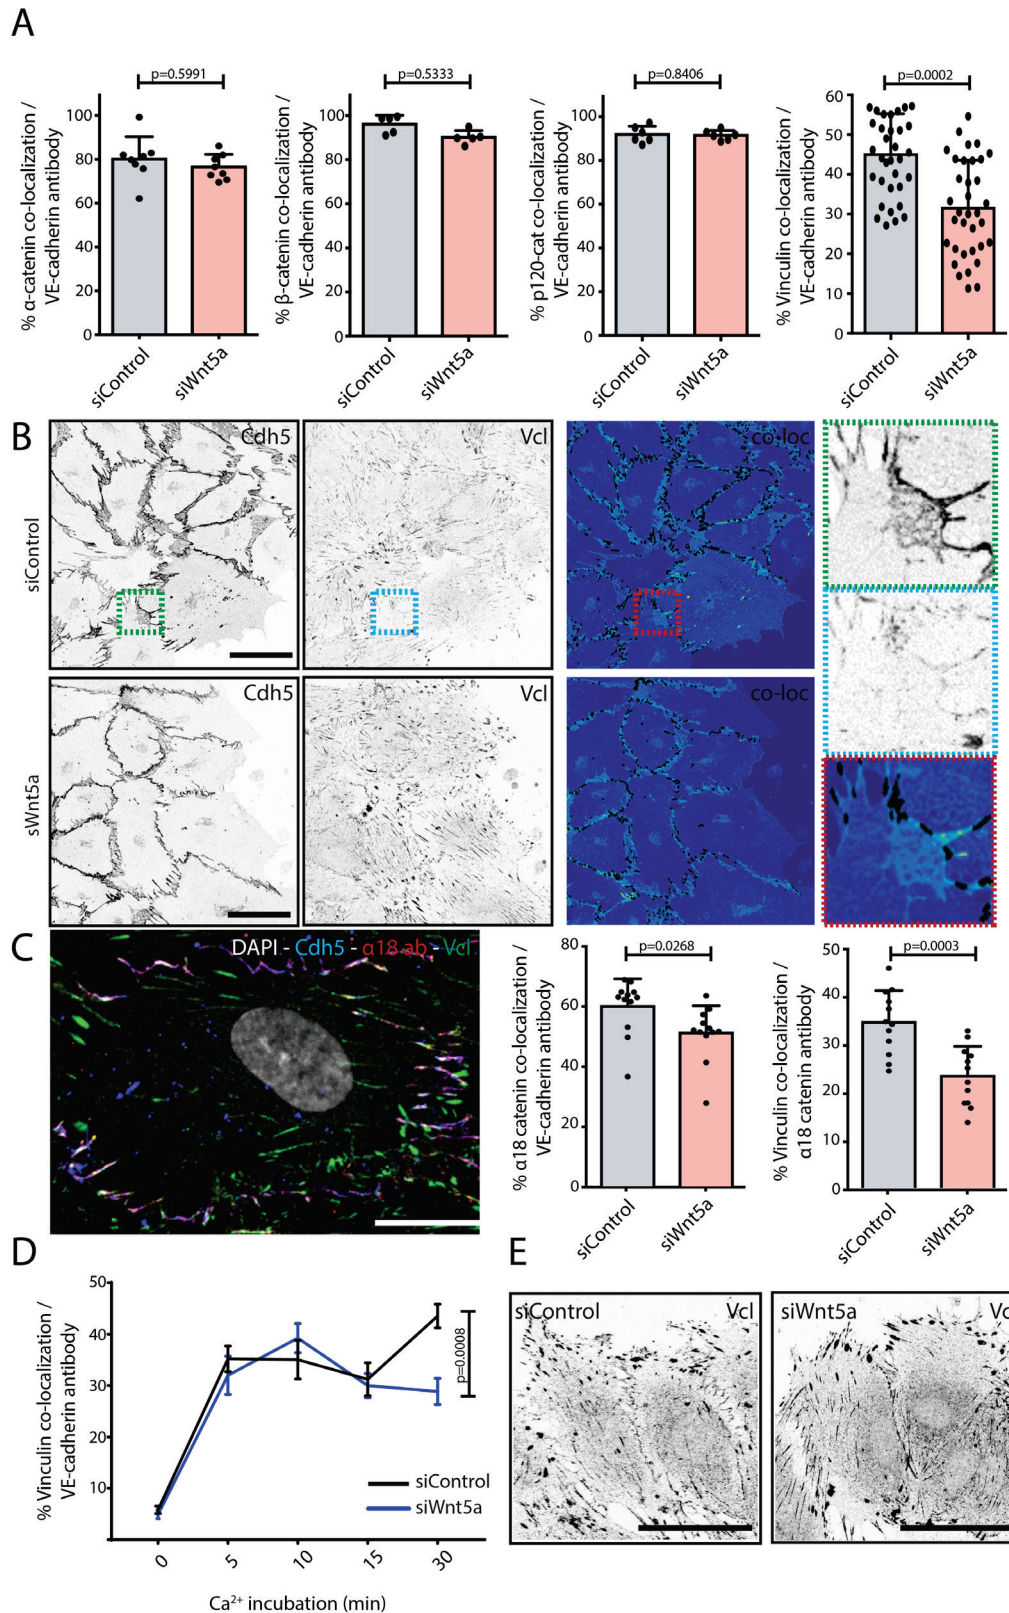 A
p=0.5991
p=0.5333
p=0.8406
p=0.0002
% α-catenin co-localization /
VE-cadherin antibody
100
80
60
40
20
0
siControl
siWnt5a
% β-catenin co-localization /
VE-cadherin antibody
100
80
60
40
20
0
siControl
siWnt5a
% p120-cat co-localization /
VE-cadherin antibody
100
80
60
40
20
0
siControl
siWnt5a
% Vinculin co-localization /
VE-cadherin antibody
60
50
40
30
20
10
0
siControl
siWnt5a
B
siControl
Cdh5
Vcl
co-loc
sWnt5a
Cdh5
Vcl
co-loc
C
DAPI - Cdh5 - α18 ab - Vcl
% α18 catenin co-localization /
VE-cadherin antibody
80
60
40
20
0
p=0.0268
siControl
siWnt5a
% Vinculin co-localization /
α18 catenin antibody
50
40
30
20
10
0
p=0.0003
siControl
siWnt5a
D
% Vinculin co-localization /
VE-cadherin antibody
50
40
30
20
10
p=0.0008
siControl
siWnt5a
0
5
10
15
30
Ca²⁺ incubation (min)
E
siControl
Vcl
siWnt5a
Vc